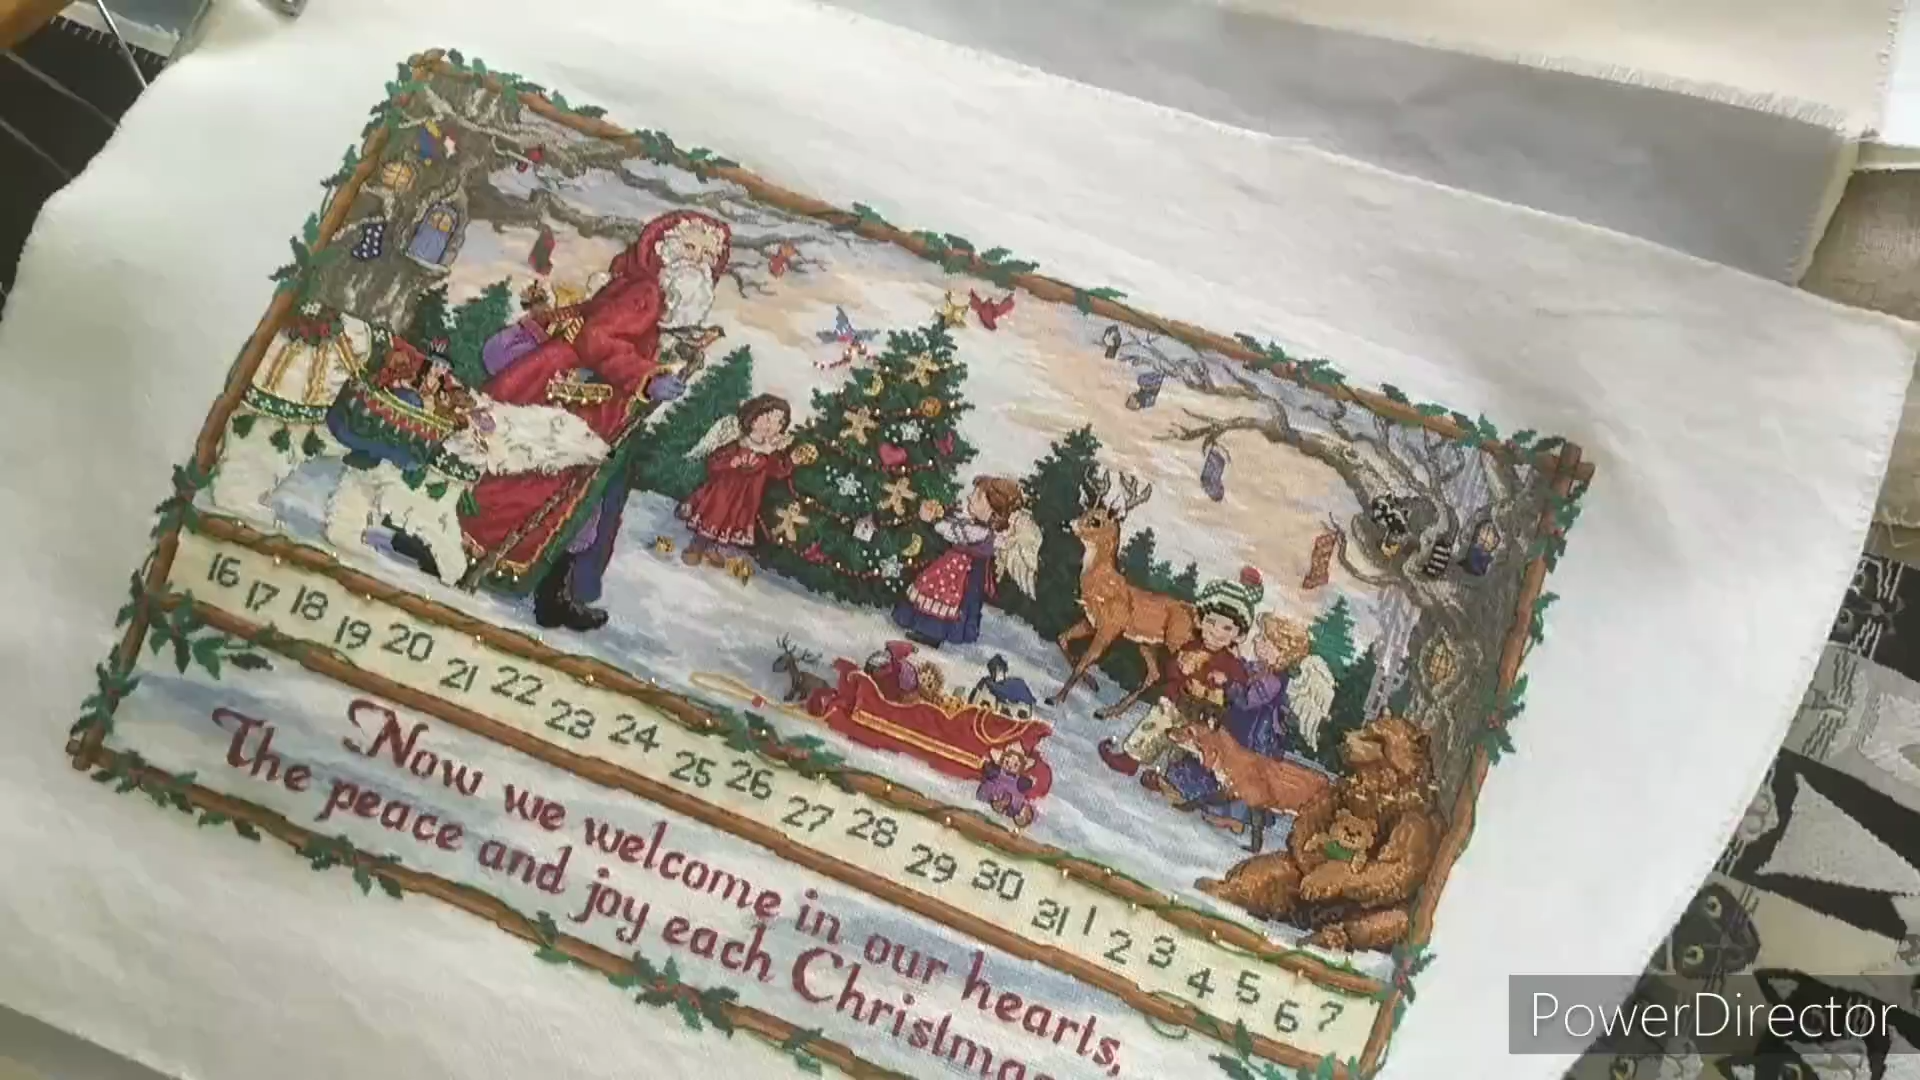 16 17 18 19 20 21 22 23 24 25 26 27 28 29 30 31 1 2 3 4 5 6 7
Now we welcome in our hearts,
The peace and joy each Christmas
PowerDirector